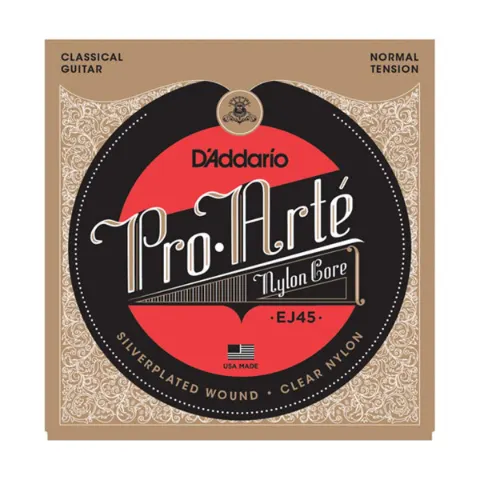 CLASSICAL
GUITAR
NORMAL
TENSION
D'Addario
Pro·Arté
Nylon Core
·EJ45·
USA MADE
SILVERPLATED WOUND · CLEAR NYLON